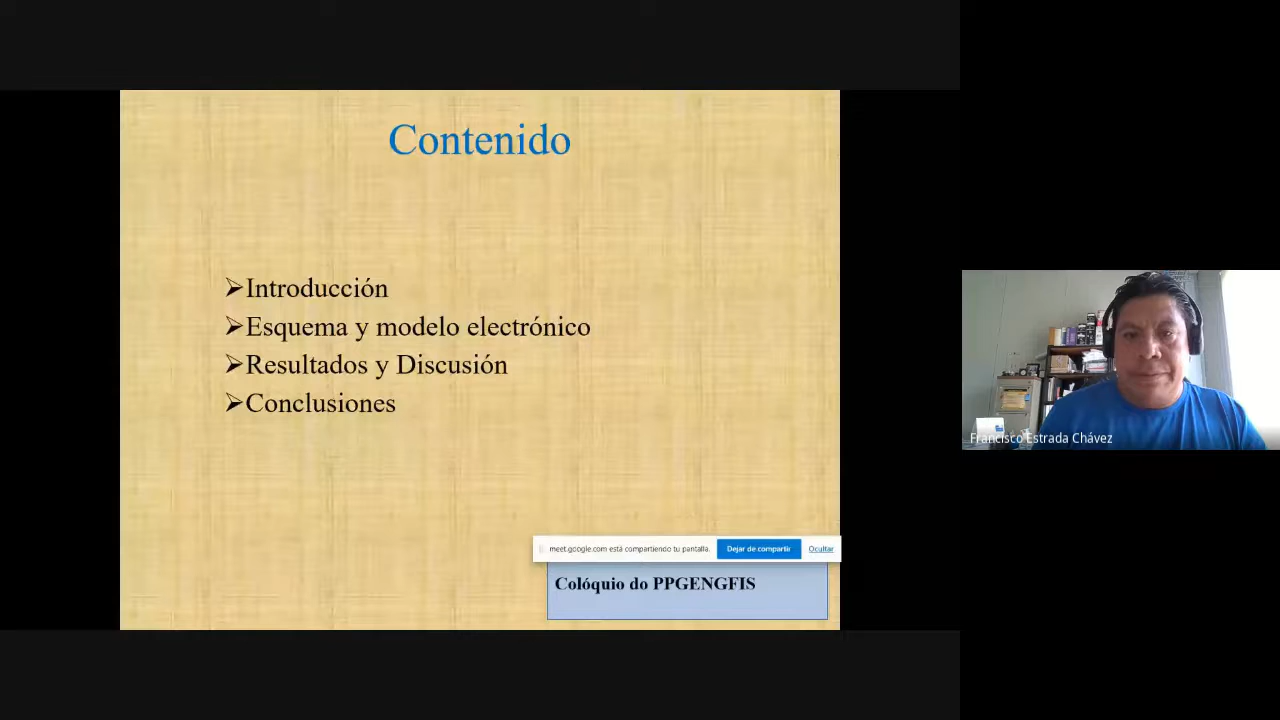 Contenido
➢Introducción
➢Esquema y modelo electrónico
➢Resultados y Discusión
➢Conclusiones
meet.google.com está compartiendo tu pantalla.
Dejar de compartir
Ocultar
Colóquio do PPGENGFIS
Francisco Estrada Chávez